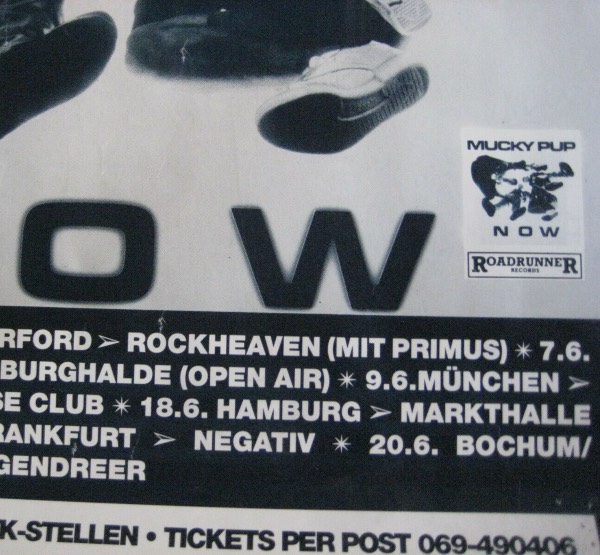 MUCKY PUP
NOW
ROADRUNNER
RECORDS
OW
RFORD ➢ ROCKHEAVEN (MIT PRIMUS) ✳ 7.6.
BURGHALDE (OPEN AIR) ✳ 9.6.MÜNCHEN ➢
SE CLUB ✳ 18.6. HAMBURG ➢ MARKTHALLE
RANKFURT ➢ NEGATIV ✳ 20.6. BOCHUM/
GENDREER
K-STELLEN • TICKETS PER POST 069-490406